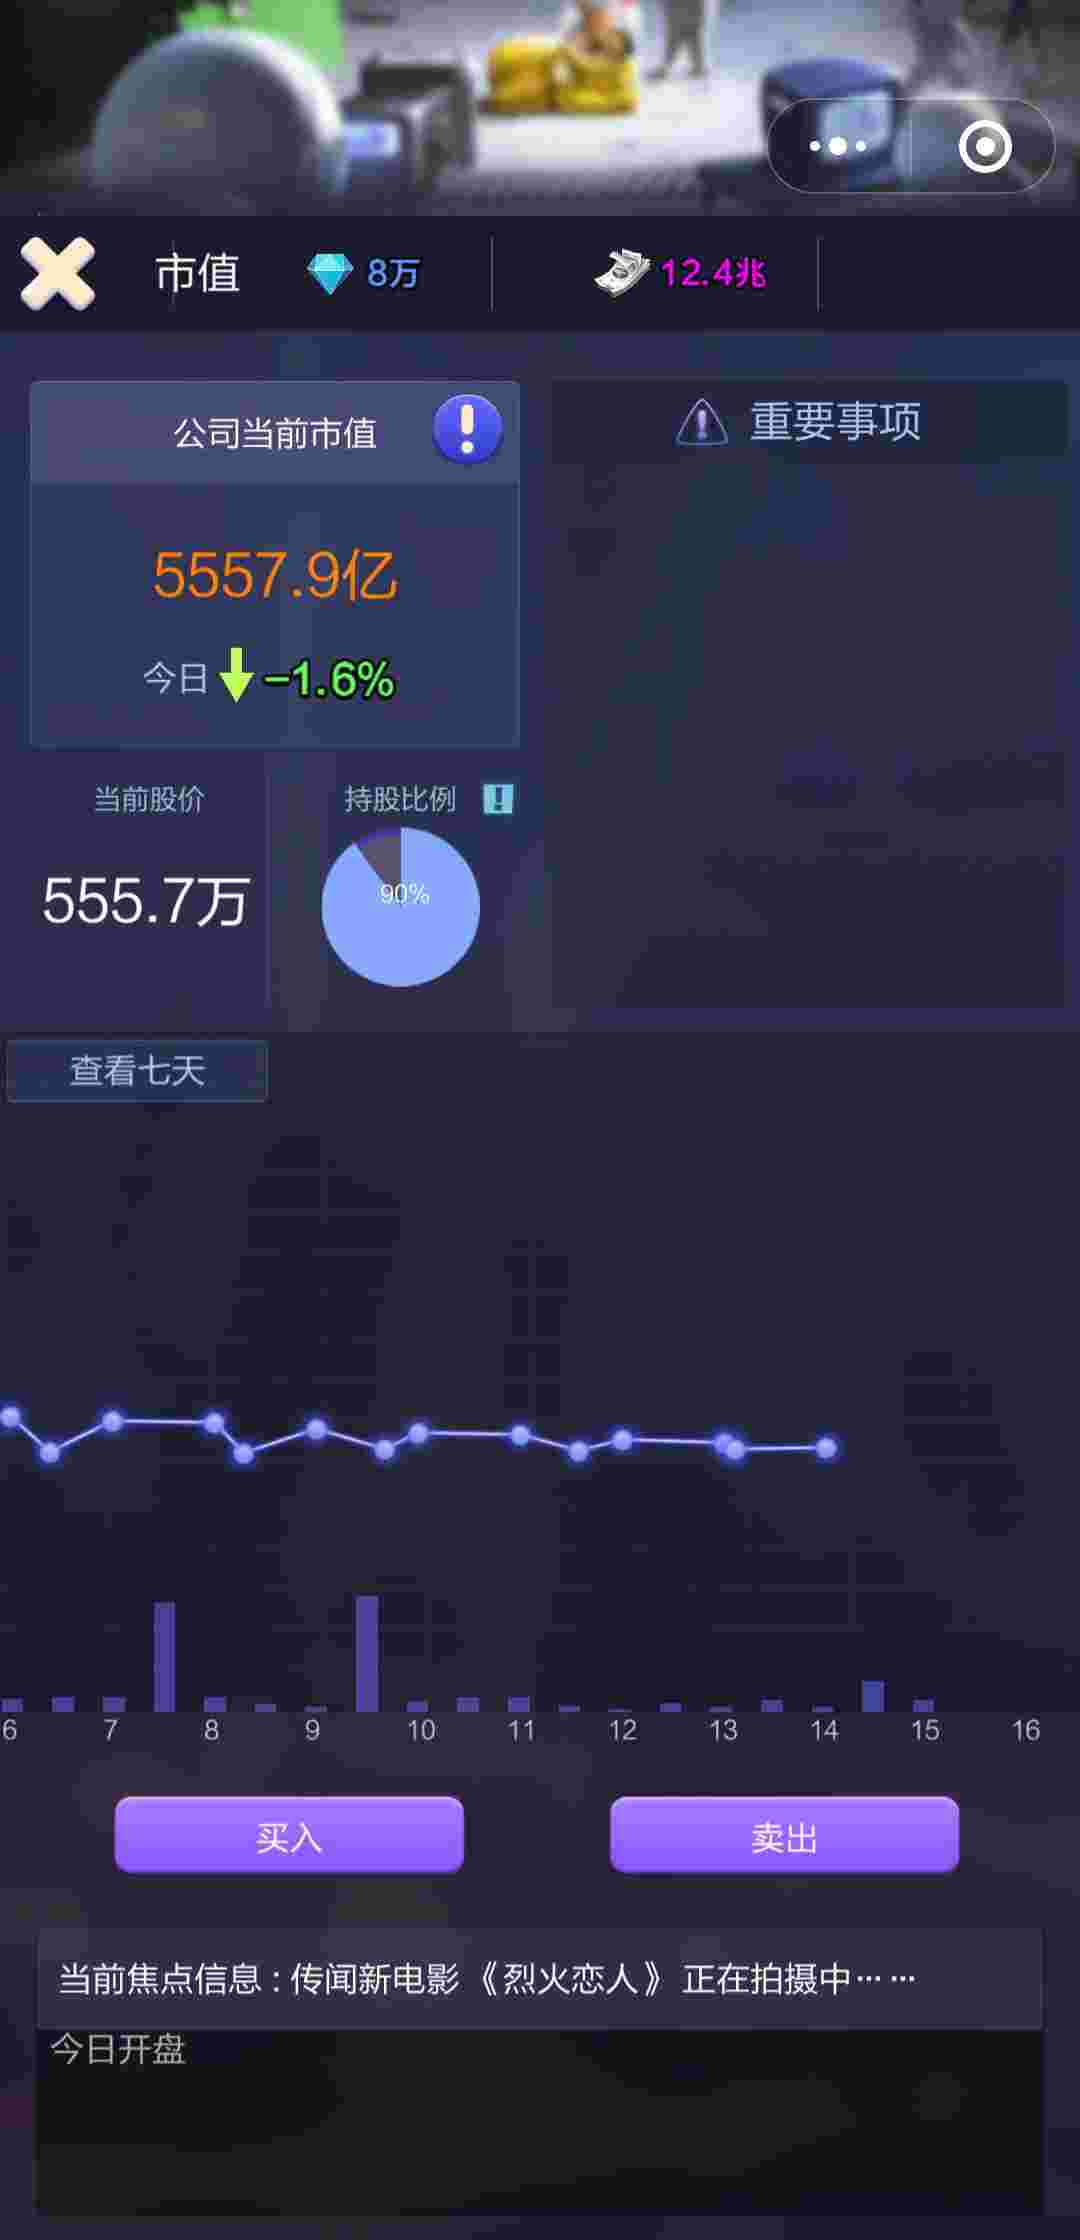 市值 8万 12.4兆
公司当前市值
重要事项
5557.9亿
今日 -1.6%
当前股价
持股比例
555.7万
90%
查看七天
6 7 8 9 10 11 12 13 14 15 16
买入 卖出
当前焦点信息:传闻新电影《烈火恋人》正在拍摄中⋯⋯
今日开盘